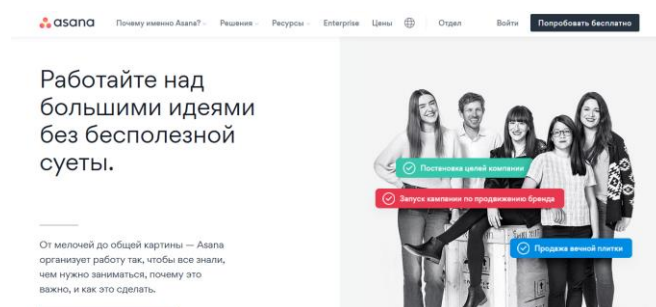 asana
Почему именно Asana?
Решения
Ресурсы
Enterprise
Цены
Отдел
Войти
Попробовать бесплатно
Работайте над
большими идеями
без бесполезной
суеты.
Постановка целей компании
Запуск кампании по продвижению бренда
Продажа вечной плитки
От мелочей до общей картины — Asana
организует работу так, чтобы все знали,
чем нужно заниматься, почему это
важно, и как это сделать.